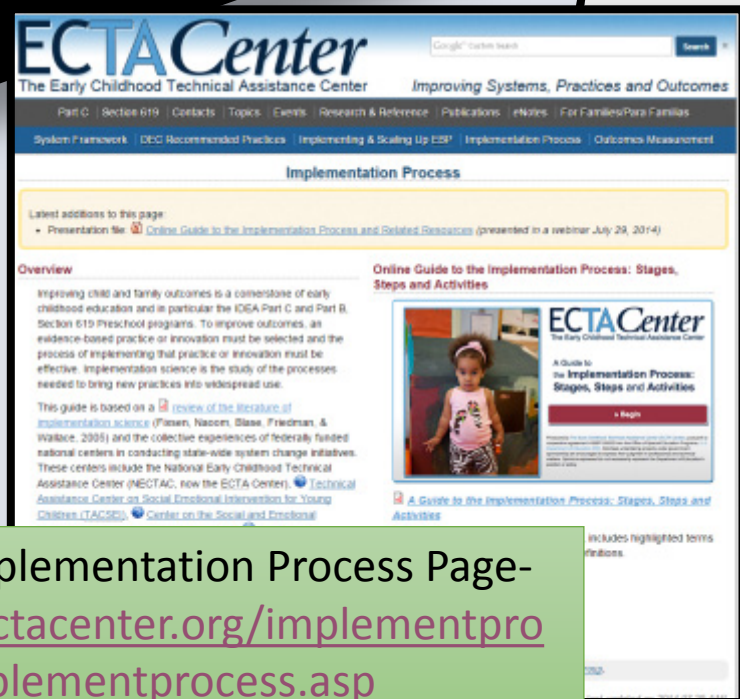 ECTACenter
The Early Childhood Technical Assistance Center
Google™ Custom Search
Search
Improving Systems, Practices and Outcomes
Part C | Section 619 | Contacts | Topics | Events | Research & Reference | Publications | eNotes | For Families/Para Familias
System Framework | DEC Recommended Practices | Implementing & Scaling Up EBP | Implementation Process | Outcomes Measurement
Implementation Process
Latest additions to this page:
• Presentation file: Online Guide to the Implementation Process and Related Resources (presented in a webinar July 29, 2014)
Overview
Improving child and family outcomes is a cornerstone of early
childhood education and in particular the IDEA Part C and Part B,
Section 619 Preschool programs. To improve outcomes, an
evidence-based practice or innovation must be selected and the
process of implementing that practice or innovation must be
effective. Implementation science is the study of the processes
needed to bring new practices into widespread use.
This guide is based on a review of the literature of
implementation science (Fixsen, Naoom, Blase, Friedman, &
Wallace, 2005) and the collective experiences of federally funded
national centers in conducting state-wide system change initiatives.
These centers include the National Early Childhood Technical
Assistance Center (NECTAC, now the ECTA Center), Technical
Assistance Center on Social Emotional Intervention for Young
Children (TACSEI), Center on the Social and Emotional
Online Guide to the Implementation Process: Stages,
Steps and Activities
ECTACenter
The Early Childhood Technical Assistance Center
A Guide to
the Implementation Process:
Stages, Steps and Activities
» Begin
A Guide to the Implementation Process: Stages, Steps and
Activities
includes highlighted terms
plementation Process Page-
ctacenter.org/implementpro
plementprocess.asp